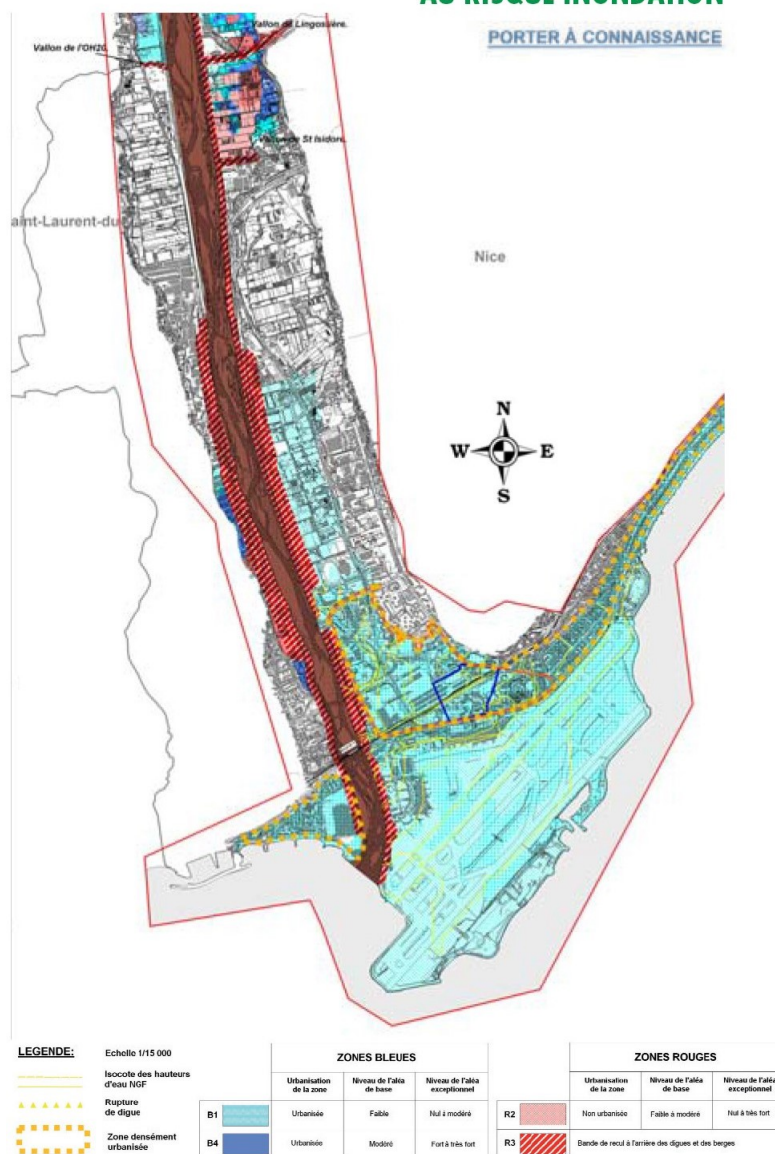 AU RISQUE INONDATION
PORTER À CONNAISSANCE
Vallon de Lingostière.
Vallon de l'OH20.
Vallon de St Isidore.
aint-Laurent-du
Nice
N
W E
S
LEGENDE:
Echelle 1/15 000
Isocote des hauteurs
d'eau NGF
Rupture
de digue
Zone densément
urbanisée
ZONES BLEUES
Urbanisation
de la zone
Niveau de l'aléa
de base
Niveau de l'aléa
exceptionnel
B1 Urbanisée Faible Nul à modéré
B4 Urbanisée Modéré Fort à très fort
ZONES ROUGES
Urbanisation
de la zone
Niveau de l'aléa
de base
Niveau de l'aléa
exceptionnel
R2 Non urbanisée Faible à modéré Nul à très fort
R3 Bande de recul à l'arrière des digues et des berges